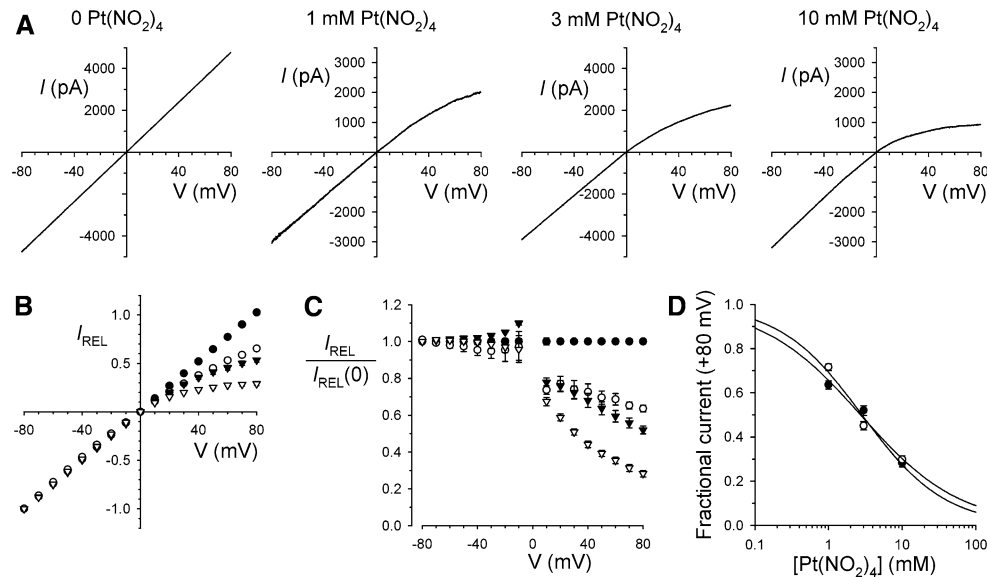 A
0 Pt(NO2)4
1 mM Pt(NO2)4
3 mM Pt(NO2)4
10 mM Pt(NO2)4
I (pA)
4000
2000
-80
-40
40
80
V (mV)
-4000
I (pA)
3000
2000
1000
-80
-40
40
80
V (mV)
-2000
-3000
I (pA)
4000
2000
-80
-40
40
80
V (mV)
-2000
-4000
I (pA)
3000
2000
1000
-80
-40
40
80
V (mV)
-2000
-3000
B
IREL
1.0
0.5
-80
-40
40
80
V (mV)
-0.5
-1.0
C
IREL
IREL(0)
1.2
1.0
0.8
0.6
0.4
0.2
0.0
-80
-40
0
40
80
V (mV)
D
Fractional current (+80 mV)
1.0
0.8
0.6
0.4
0.2
0.0
0.1
1
10
100
[Pt(NO2)4] (mM)